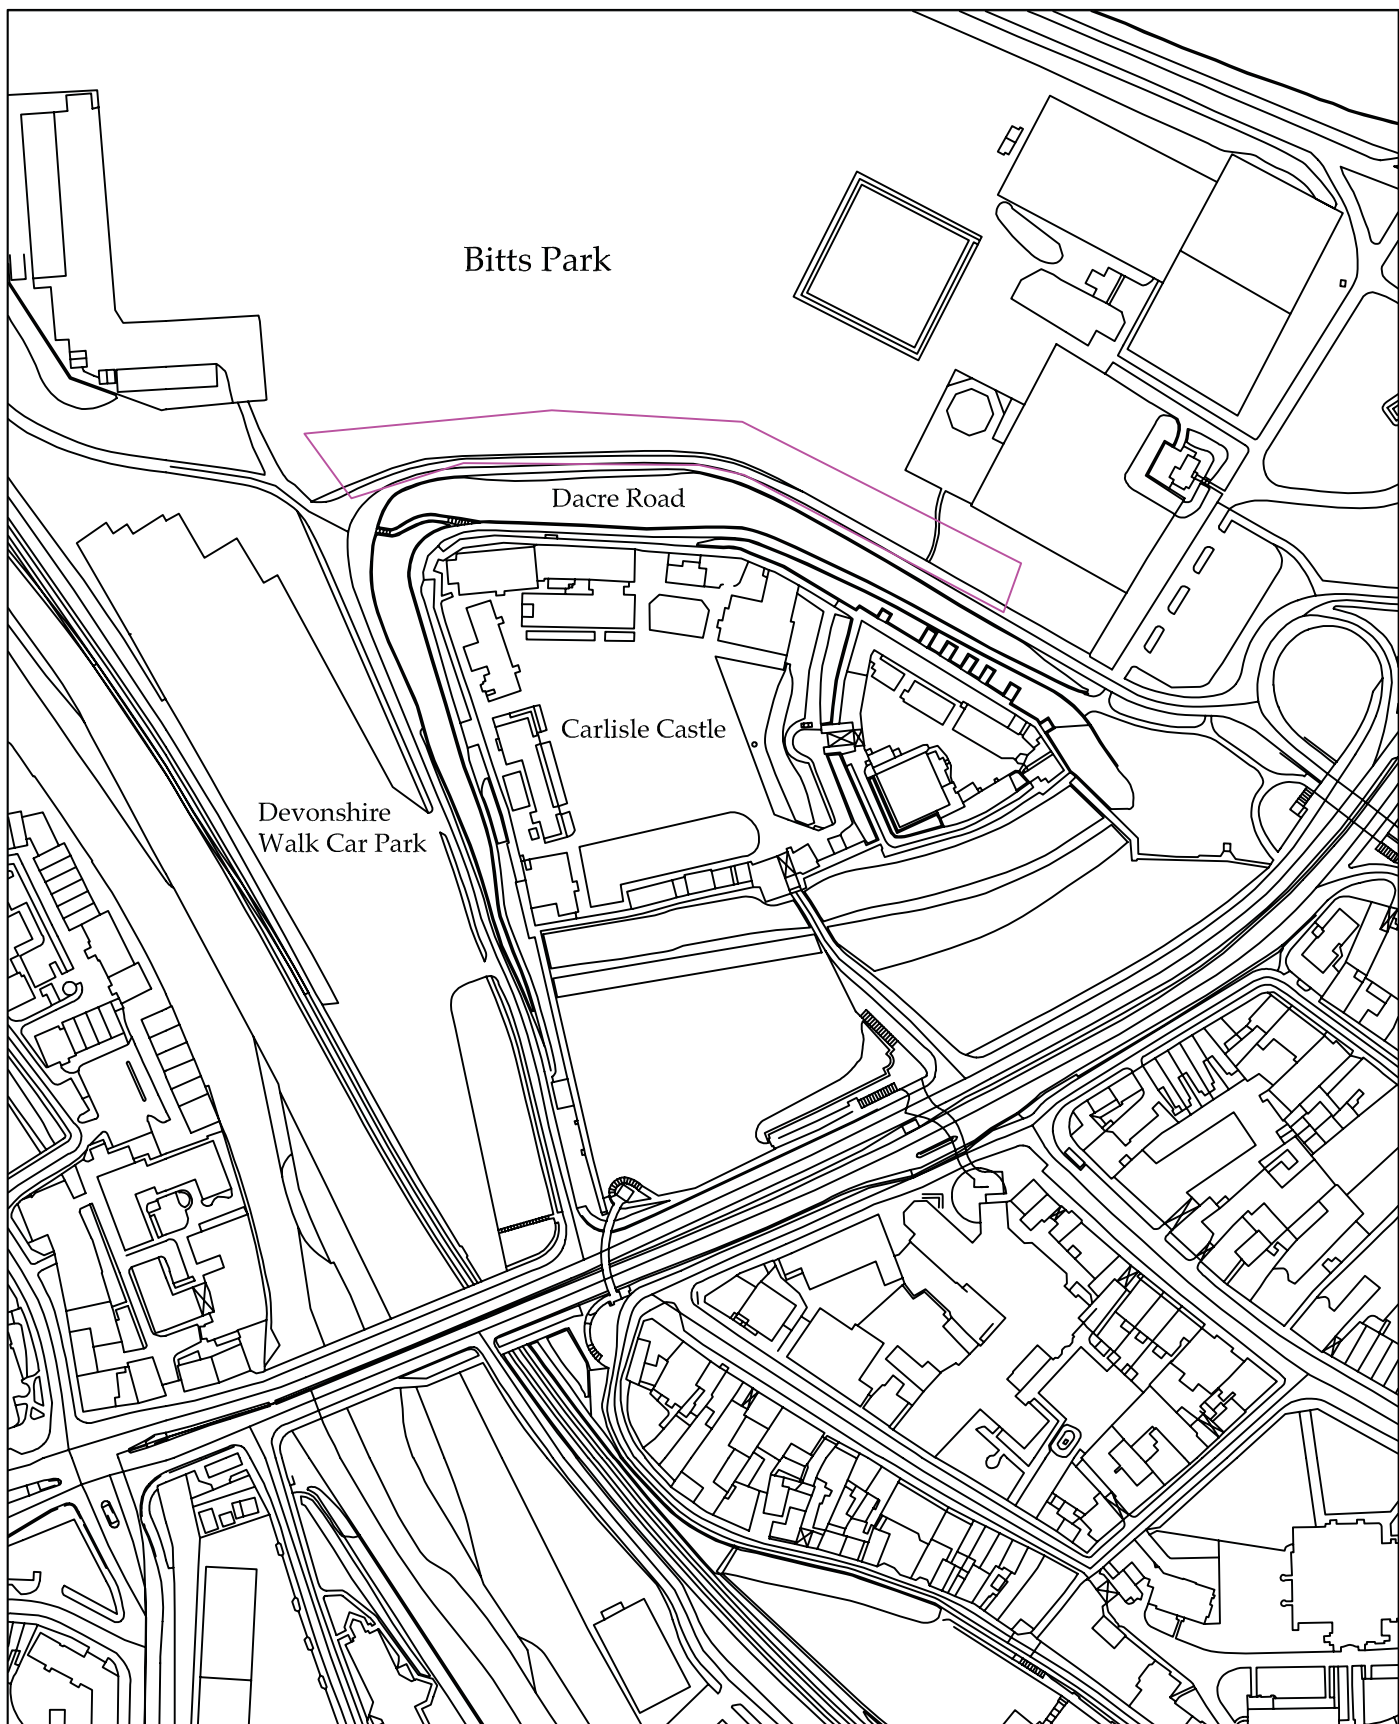 Bitts Park
Dacre Road
Carlisle Castle
Devonshire
Walk Car Park